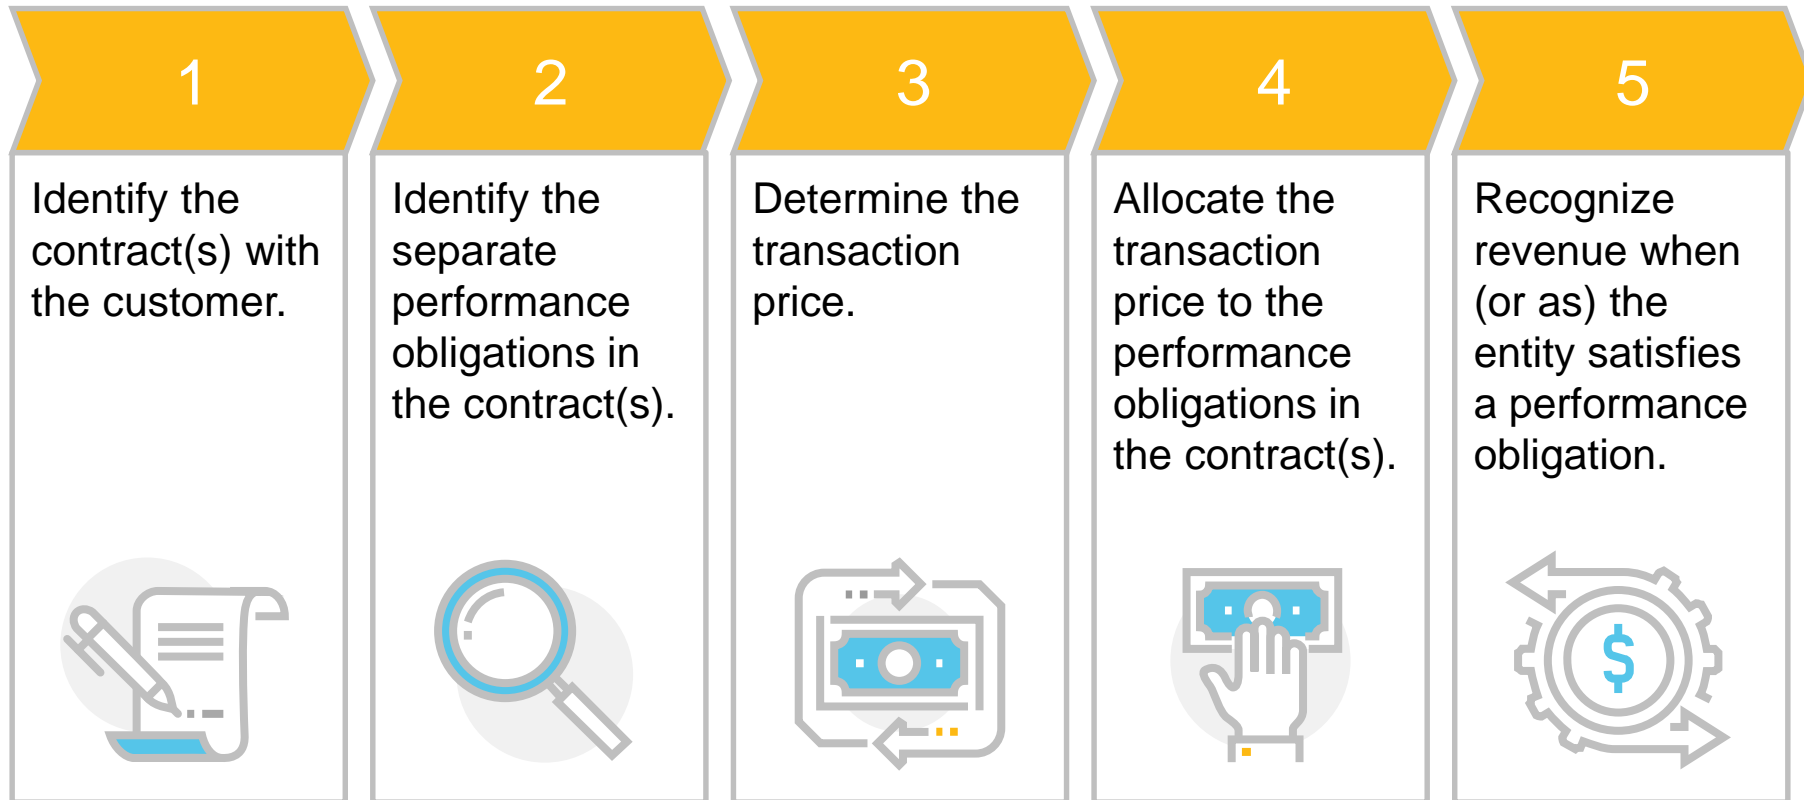 1
Identify the
contract(s) with
the customer.
2
Identify the
separate
performance
obligations in
the contract(s).
3
Determine the
transaction
price.
4
Allocate the
transaction
price to the
performance
obligations in
the contract(s).
5
Recognize
revenue when
(or as) the
entity satisfies
a performance
obligation.
$